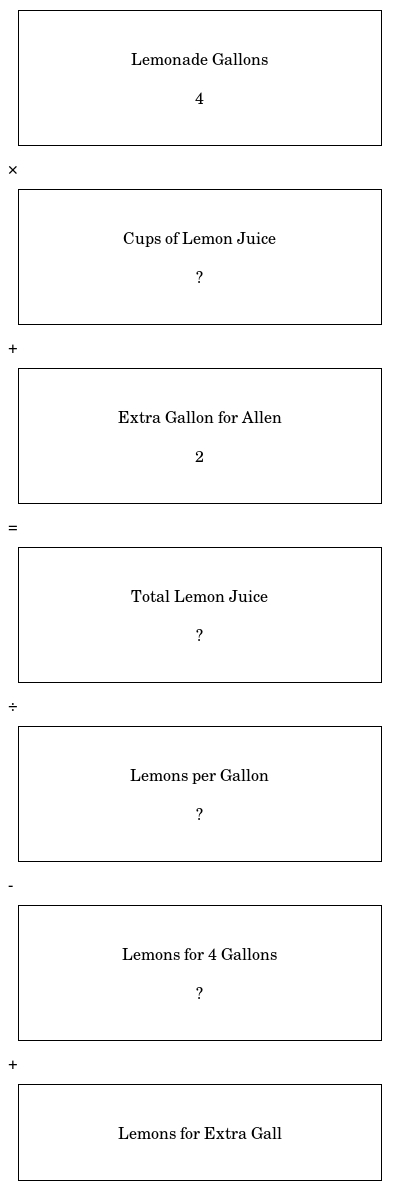 Lemonade Gallons
4
×
Cups of Lemon Juice
?
+
Extra Gallon for Allen
2
=
Total Lemon Juice
?
÷
Lemons per Gallon
?
-
Lemons for 4 Gallons
?
+
Lemons for Extra Gall